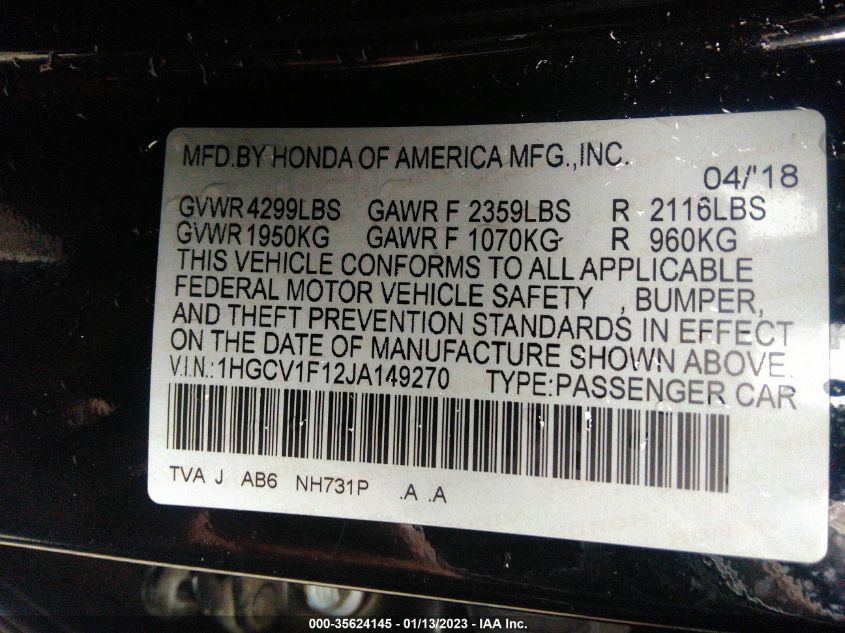 MFD.BY HONDA OF AMERICA MFG.,INC.
04/'18
GVWR 4299LBS GAWR F 2359LBS R 2116LBS
GVWR 1950KG GAWR F 1070KG R 960KG
THIS VEHICLE CONFORMS TO ALL APPLICABLE
FEDERAL MOTOR VEHICLE SAFETY , BUMPER,
AND THEFT PREVENTION STANDARDS IN EFFECT
ON THE DATE OF MANUFACTURE SHOWN ABOVE.
V.I.N.: 1HGCV1F12JA149270 TYPE:PASSENGER CAR
TVA J AB6 NH731P .A .A
000-35624145 - 01/13/2023 - IAA Inc.